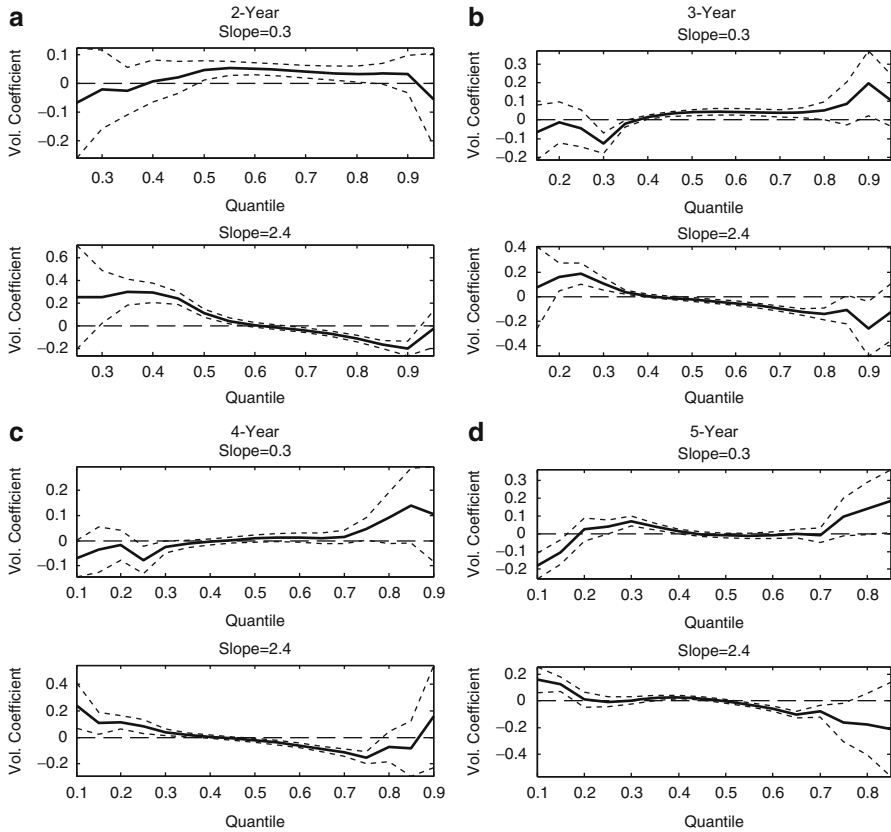 a
2-Year
Slope=0.3
Vol. Coefficient
0.1
0
−0.1
−0.2
0.3 0.4 0.5 0.6 0.7 0.8 0.9
Quantile
Slope=2.4
Vol. Coefficient
0.6
0.4
0.2
0
−0.2
0.3 0.4 0.5 0.6 0.7 0.8 0.9
Quantile
b
3-Year
Slope=0.3
Vol. Coefficient
0.3
0.2
0.1
0
−0.1
−0.2
0.2 0.3 0.4 0.5 0.6 0.7 0.8 0.9
Quantile
Slope=2.4
Vol. Coefficient
0.4
0.2
0
−0.2
−0.4
0.2 0.3 0.4 0.5 0.6 0.7 0.8 0.9
Quantile
c
4-Year
Slope=0.3
Vol. Coefficient
0.2
0.1
0
−0.1
0.1 0.2 0.3 0.4 0.5 0.6 0.7 0.8 0.9
Quantile
Slope=2.4
Vol. Coefficient
0.4
0.2
0
−0.2
0.1 0.2 0.3 0.4 0.5 0.6 0.7 0.8 0.9
Quantile
d
5-Year
Slope=0.3
Vol. Coefficient
0.3
0.2
0.1
0
−0.1
−0.2
0.1 0.2 0.3 0.4 0.5 0.6 0.7 0.8
Quantile
Slope=2.4
Vol. Coefficient
0.2
0
−0.2
−0.4
0.1 0.2 0.3 0.4 0.5 0.6 0.7 0.8
Quantile